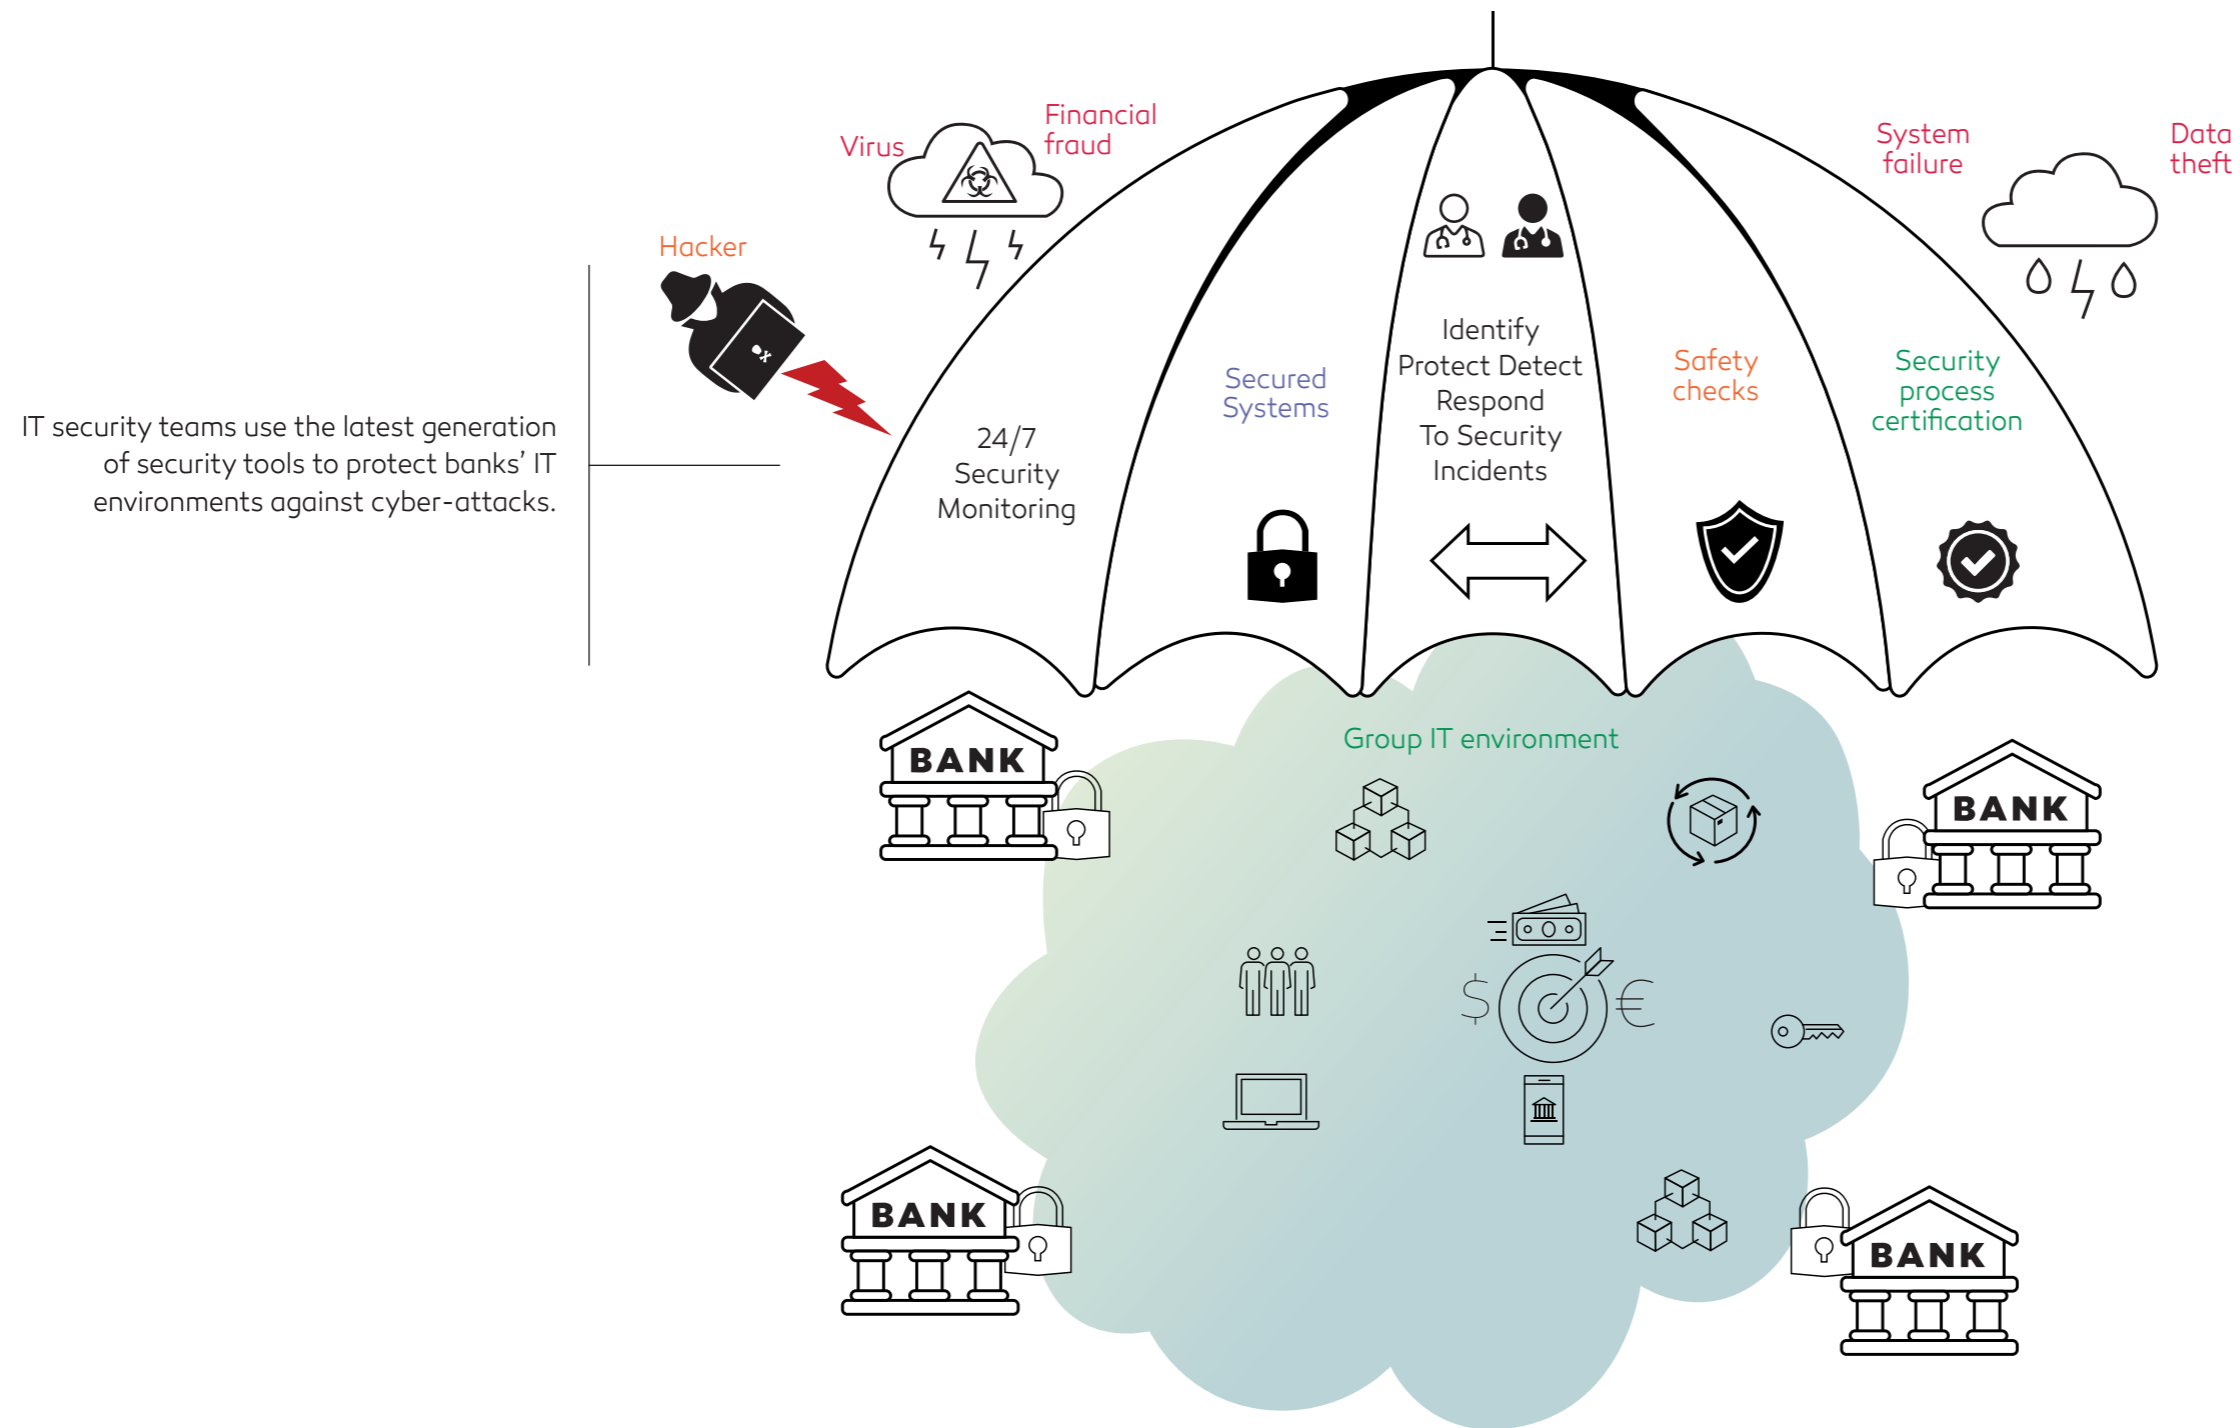 Virus
Financial
fraud
System
failure
Data
theft
Hacker
IT security teams use the latest generation
of security tools to protect banks’ IT
environments against cyber-attacks.
24/7
Security
Monitoring
Secured
Systems
Identify
Protect Detect
Respond
To Security
Incidents
Safety
checks
Security
process
certification
Group IT environment
BANK
BANK
$
€
BANK
BANK